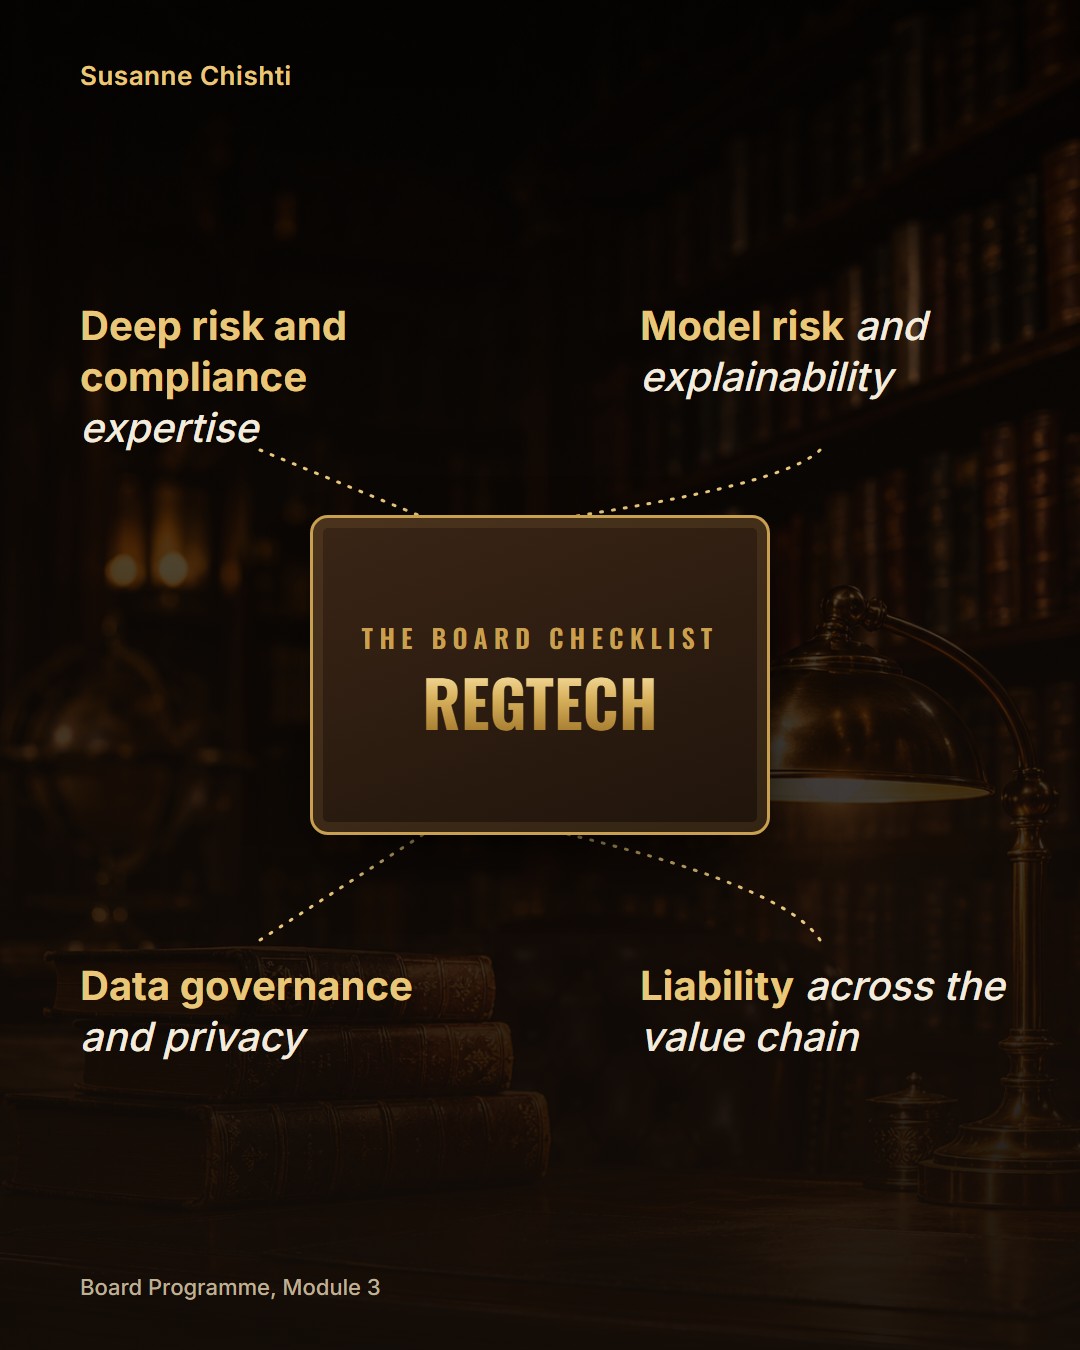 Susanne Chishti
Deep risk and
compliance
expertise
Model risk and
explainability
THE BOARD CHECKLIST
REGTECH
Data governance
and privacy
Liability across the
value chain
Board Programme, Module 3